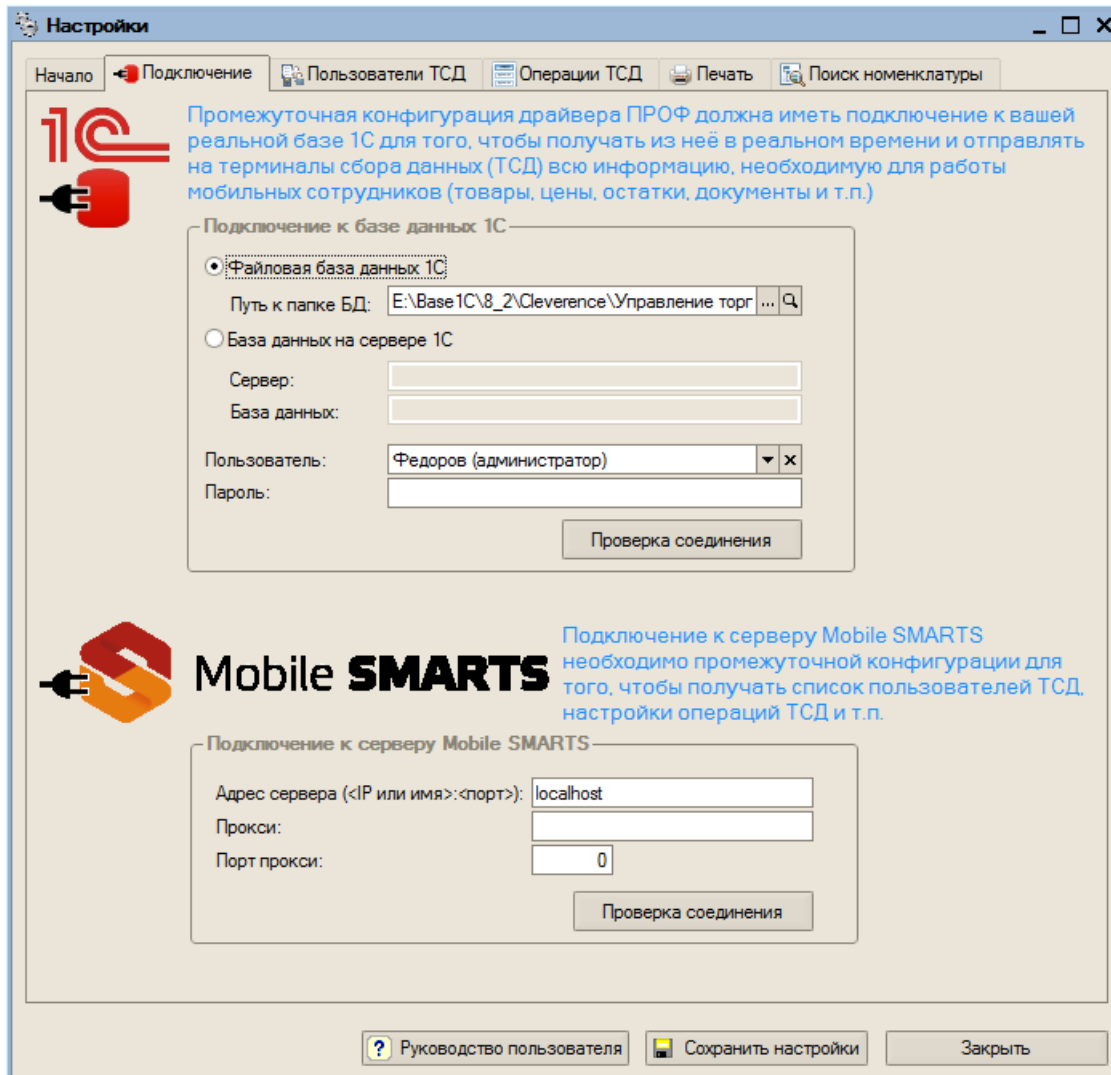 Настройки
Начало
Подключение
Пользователи ТСД
Операции ТСД
Печать
Поиск номенклатуры
1С
Промежуточная конфигурация драйвера ПРОФ должна иметь подключение к вашей
реальной базе 1С для того, чтобы получать из неё в реальном времени и отправлять
на терминалы сбора данных (ТСД) всю информацию, необходимую для работы
мобильных сотрудников (товары, цены, остатки, документы и т.п.)
Подключение к базе данных 1С
Файловая база данных 1С
Путь к папке БД: E:\Base1C\8_2\Cleverence\Управление торг ...
База данных на сервере 1С
Сервер:
База данных:
Пользователь: Федоров (администратор)
Пароль:
Проверка соединения
Mobile SMARTS
Подключение к серверу Mobile SMARTS
необходимо промежуточной конфигурации для
того, чтобы получать список пользователей ТСД,
настройки операций ТСД и т.п.
Подключение к серверу Mobile SMARTS
Адрес сервера (<IP или имя>:<порт>): localhost
Прокси:
Порт прокси: 0
Проверка соединения
? Руководство пользователя
Сохранить настройки
Закрыть